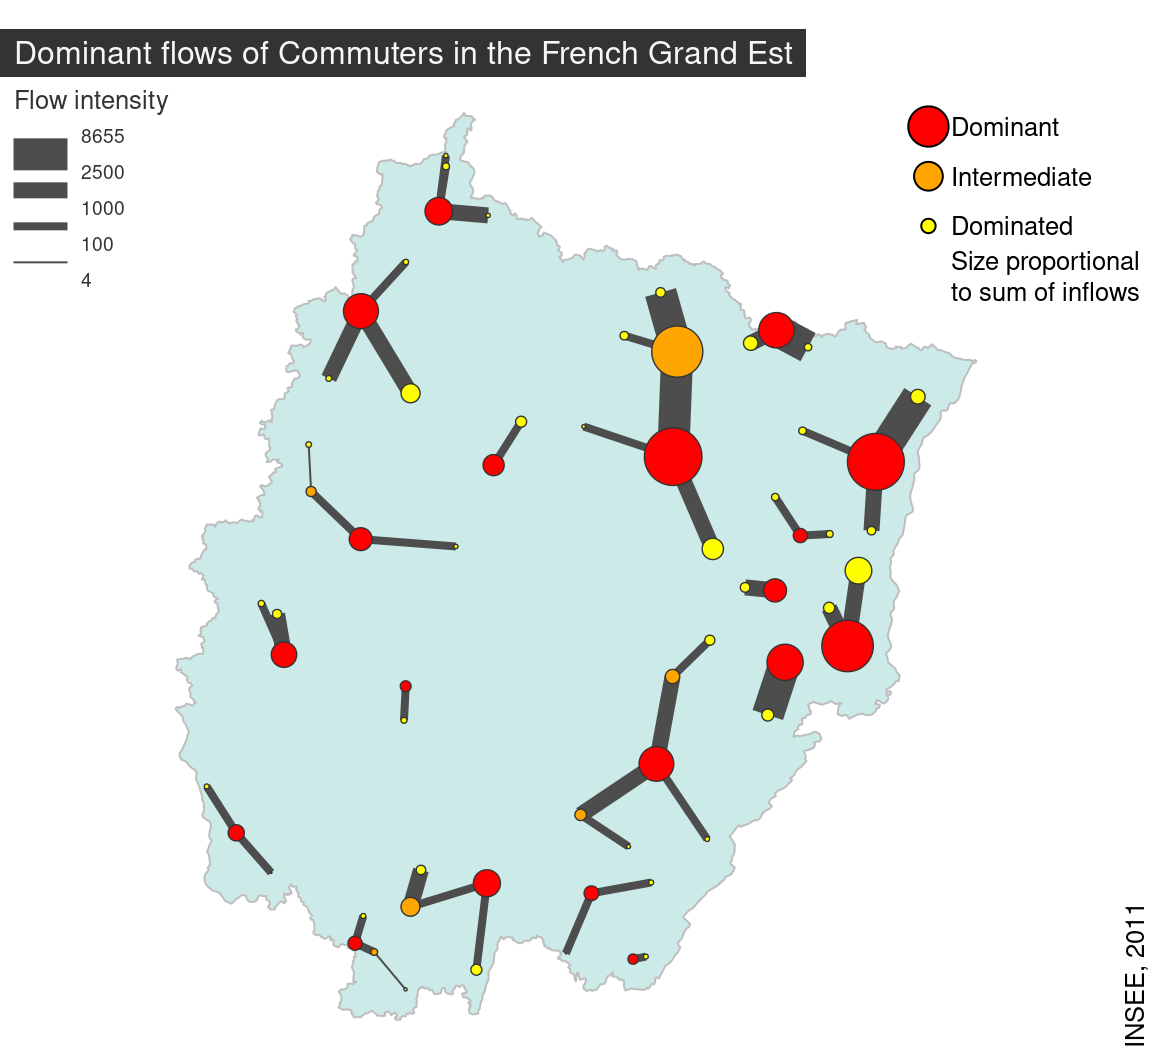 Dominant flows of Commuters in the French Grand Est
Flow intensity
8655
2500
1000
100
4
Dominant
Intermediate
Dominated
Size proportional
to sum of inflows
INSEE, 2011